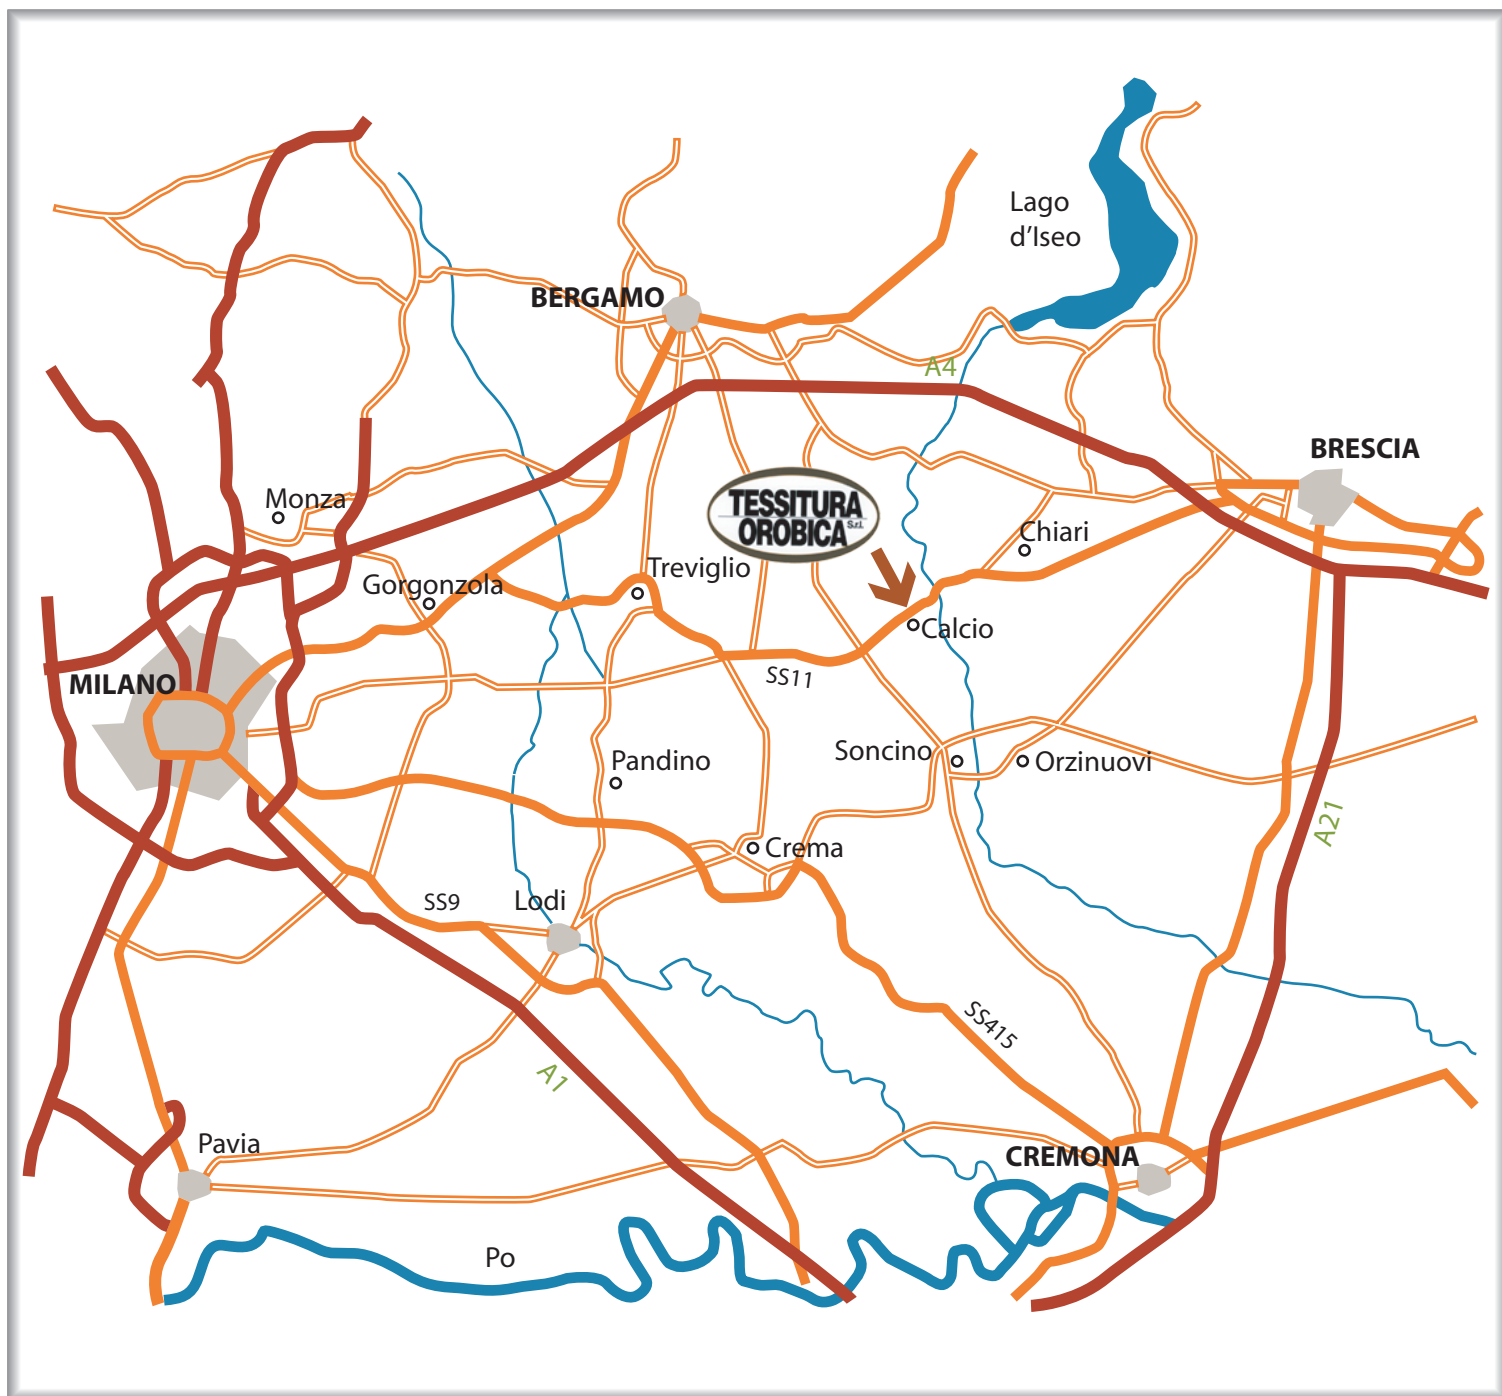 Lago
d'Iseo
BERGAMO
A4
BRESCIA
Monza
TESSITURA
OROBICA S.r.l.
Chiari
Treviglio
Gorgonzola
Calcio
SS11
MILANO
Soncino
Pandino
Orzinuovi
A21
Crema
SS9
Lodi
SS415
A1
Pavia
CREMONA
Po